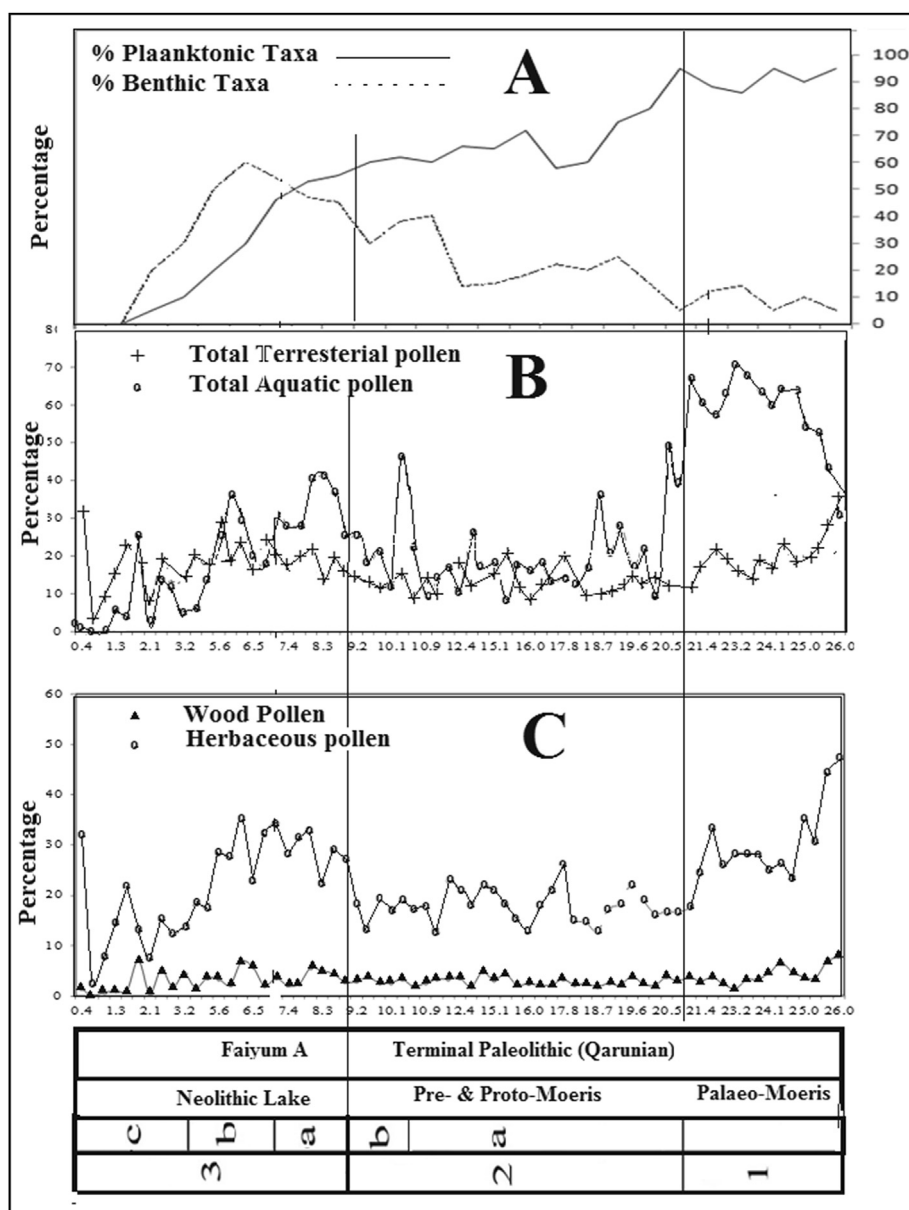 % Plaanktonic Taxa
% Benthic Taxa
A
Percentage
100
90
80
70
60
50
40
30
20
10
0
Total Terresterial pollen
Total Aquatic pollen
B
Percentage
80
70
60
50
40
30
20
10
0
0.4 1.3 2.1 3.2 5.6 6.5 7.4 8.3 9.2 10.1 10.9 12.4 15.1 16.0 17.8 18.7 19.6 20.5 21.4 23.2 24.1 25.0 26.0
Wood Pollen
Herbaceous pollen
C
Percentage
60
50
40
30
20
10
0
0.4 1.3 2.1 3.2 5.6 6.5 7.4 8.3 9.2 10.1 10.9 12.4 15.1 16.0 17.8 18.7 19.6 20.5 21.4 23.2 24.1 25.0 26.0
Faiyum A Terminal Paleolithic (Qarunian)
Neolithic Lake Pre- & Proto-Moeris Palaeo-Moeris
c b a b a
3 2 1